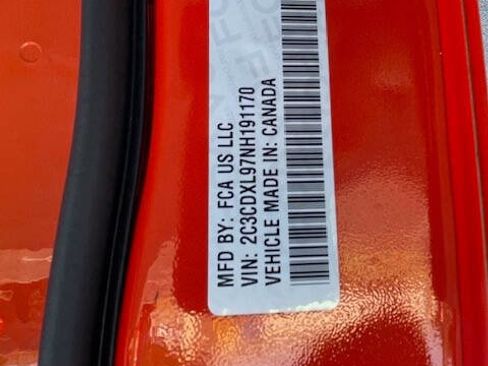 MFD BY: FCA US LLC
VIN: 2C3CDXL97NH191170
VEHICLE MADE IN: CANADA